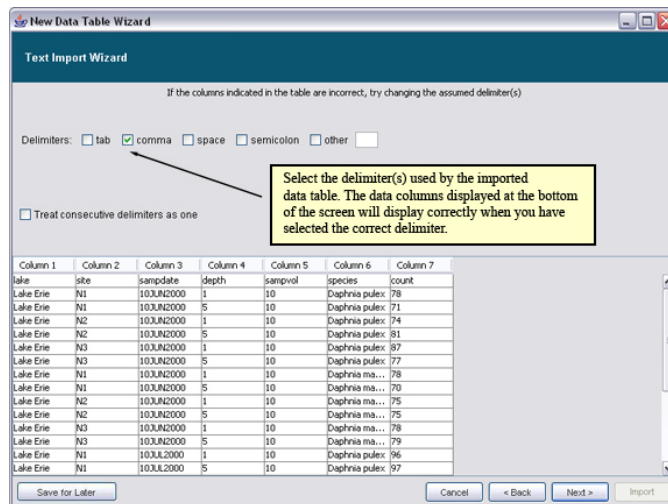 New Data Table Wizard
Text Import Wizard
If the columns indicated in the table are incorrect, try changing the assumed delimiter(s)
Delimiters: tab comma space semicolon other
Select the delimiter(s) used by the imported
data table. The data columns displayed at the bottom
of the screen will display correctly when you have
selected the correct delimiter.
Treat consecutive delimiters as one
Column 1 Column 2 Column 3 Column 4 Column 5 Column 6 Column 7
lake site sampdate depth sampvol species count
Lake Erie N1 10JUN2000 1 10 Daphnia pulex 78
Lake Erie N1 10JUN2000 5 10 Daphnia pulex 71
Lake Erie N2 10JUN2000 1 10 Daphnia pulex 74
Lake Erie N2 10JUN2000 5 10 Daphnia pulex 81
Lake Erie N3 10JUN2000 1 10 Daphnia pulex 87
Lake Erie N3 10JUN2000 5 10 Daphnia pulex 77
Lake Erie N1 10JUN2000 1 10 Daphnia ma... 78
Lake Erie N1 10JUN2000 5 10 Daphnia ma... 70
Lake Erie N2 10JUN2000 1 10 Daphnia ma... 75
Lake Erie N2 10JUN2000 5 10 Daphnia ma... 75
Lake Erie N3 10JUN2000 1 10 Daphnia ma... 78
Lake Erie N3 10JUN2000 5 10 Daphnia ma... 79
Lake Erie N1 10JUL2000 1 10 Daphnia pulex 96
Lake Erie N1 10JUL2000 5 10 Daphnia pulex 97
Save for Later Cancel < Back Next > Import